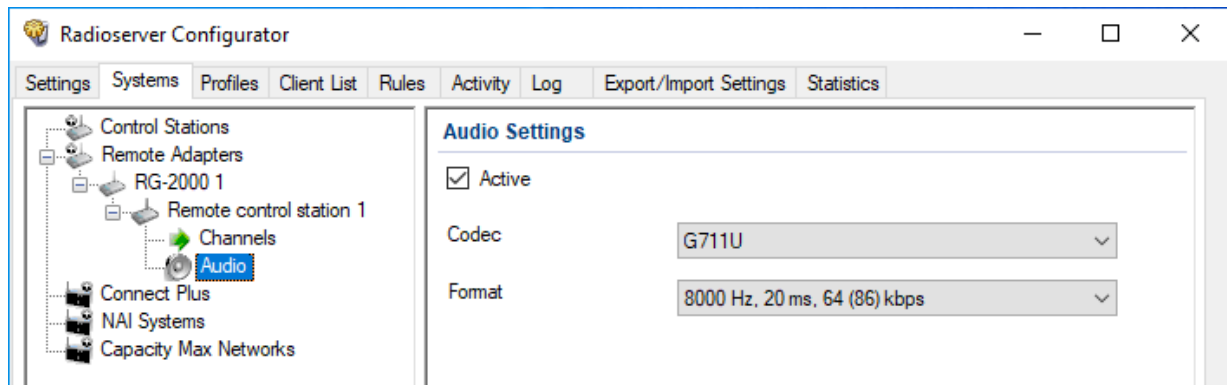 Radioserver Configurator
Settings Systems Profiles Client List Rules Activity Log Export/Import Settings Statistics
Control Stations
Remote Adapters
RG-2000 1
Remote control station 1
Channels
Audio
Connect Plus
NAI Systems
Capacity Max Networks
Audio Settings
Active
Codec G711U
Format 8000 Hz, 20 ms, 64 (86) kbps